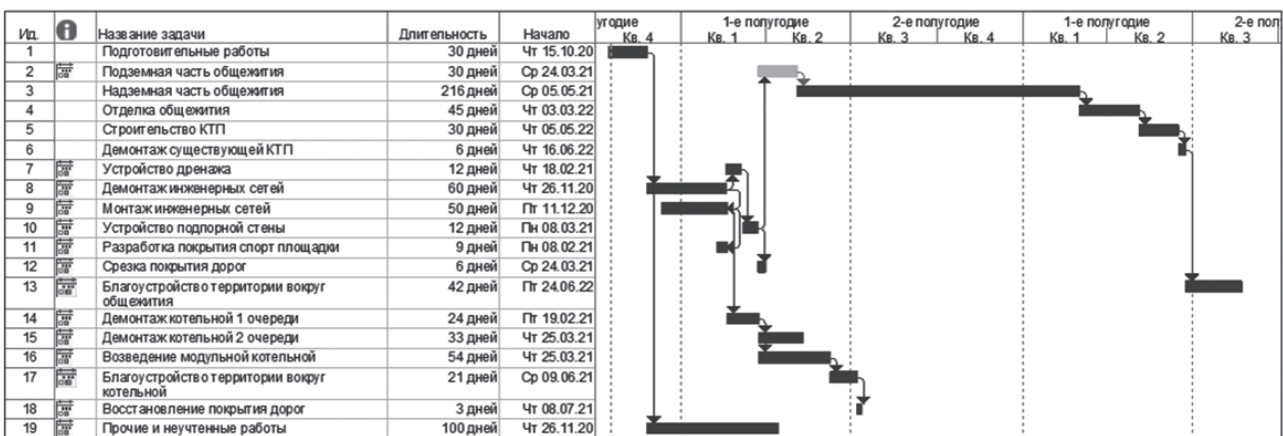 угодие 1-е полугодие 2-е полугодие 1-е полугодие 2-е пол
Ид. Название задачи Длительность Начало Кв. 4 Кв. 1 Кв. 2 Кв. 3 Кв. 4 Кв. 1 Кв. 2 Кв. 3
1 Подготовительные работы 30 дней Чт 15.10.20
2 Подземная часть общежития 30 дней Ср 24.03.21
3 Надземная часть общежития 216 дней Ср 05.05.21
4 Отделка общежития 45 дней Чт 03.03.22
5 Строительство КТП 30 дней Чт 05.05.22
6 Демонтаж существующей КТП 6 дней Чт 16.06.22
7 Устройство дренажа 12 дней Чт 18.02.21
8 Демонтаж инженерных сетей 60 дней Чт 26.11.20
9 Монтаж инженерных сетей 50 дней Пт 11.12.20
10 Устройство подпорной стены 12 дней Пн 08.03.21
11 Разработка покрытия спорт площадки 9 дней Пн 08.02.21
12 Срезка покрытия дорог 6 дней Ср 24.03.21
13 Благоустройство территории вокруг 42 дней Пт 24.06.22
общежития
14 Демонтаж котельной 1 очереди 24 дней Пт 19.02.21
15 Демонтаж котельной 2 очереди 33 дней Чт 25.03.21
16 Возведение модульной котельной 54 дней Чт 25.03.21
17 Благоустройство территории вокруг 21 дней Ср 09.06.21
котельной
18 Восстановление покрытия дорог 3 дней Чт 08.07.21
19 Прочие и неучтенные работы 100 дней Чт 26.11.20